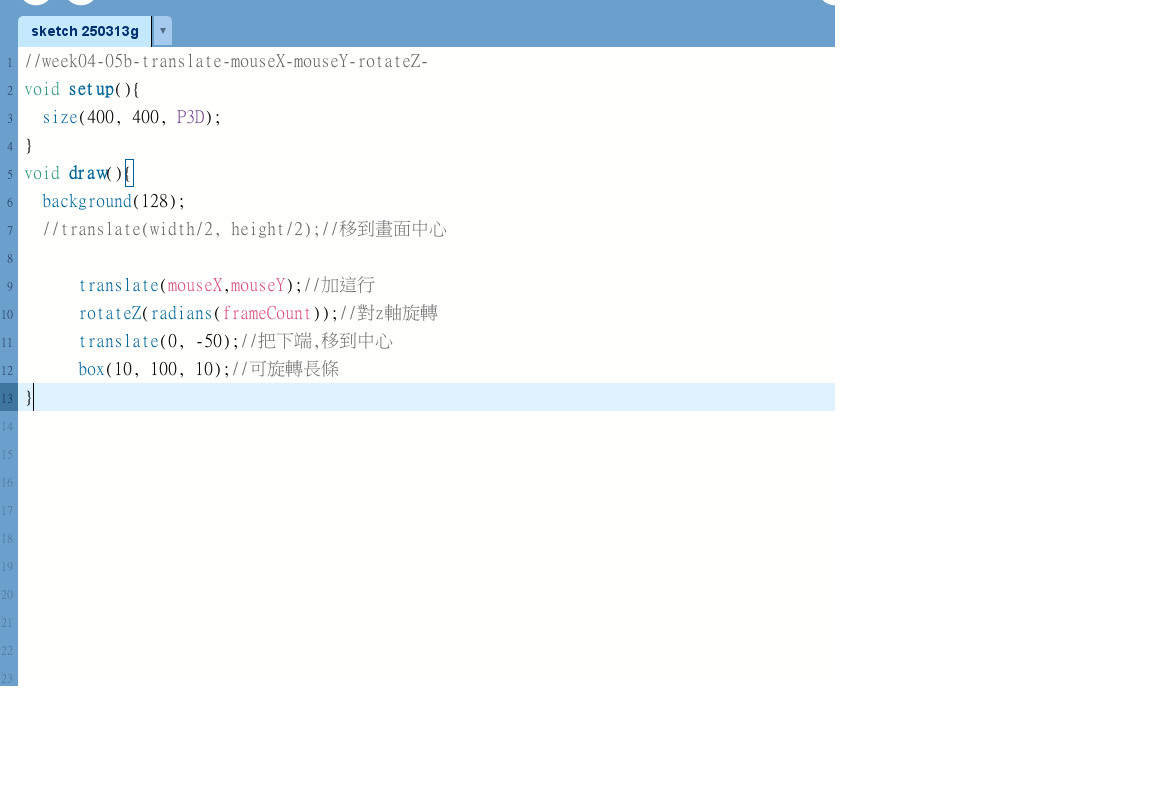 sketch 250313g ▼
1 //week04-05b-translate-mouseX-mouseY-rotateZ-
2 void setup(){
3   size(400, 400, P3D);
4 }
5 void draw(){
6   background(128);
7   //translate(width/2, height/2);//移到畫面中心
8
9       translate(mouseX,mouseY);//加這行
10       rotateZ(radians(frameCount));//對z軸旋轉
11       translate(0, -50);//把下端,移到中心
12       box(10, 100, 10);//可旋轉長條
13 }
14
15
16
17
18
19
20
21
22
23